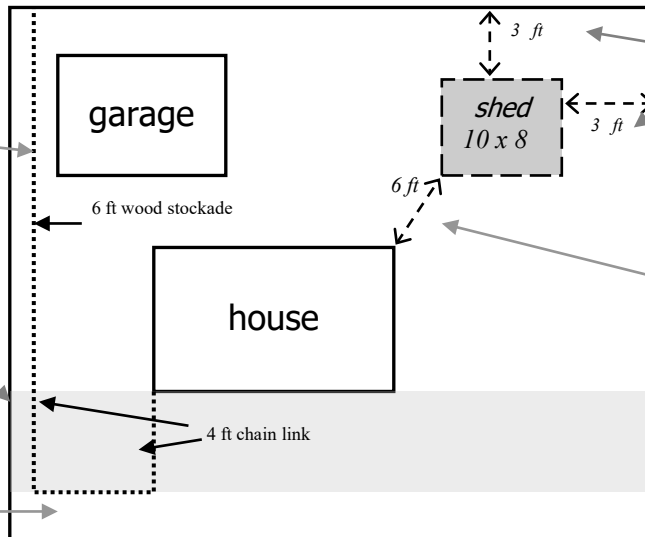 3 ft
garage
shed
10 x 8
3 ft
6 ft
6 ft wood stockade
house
4 ft chain link